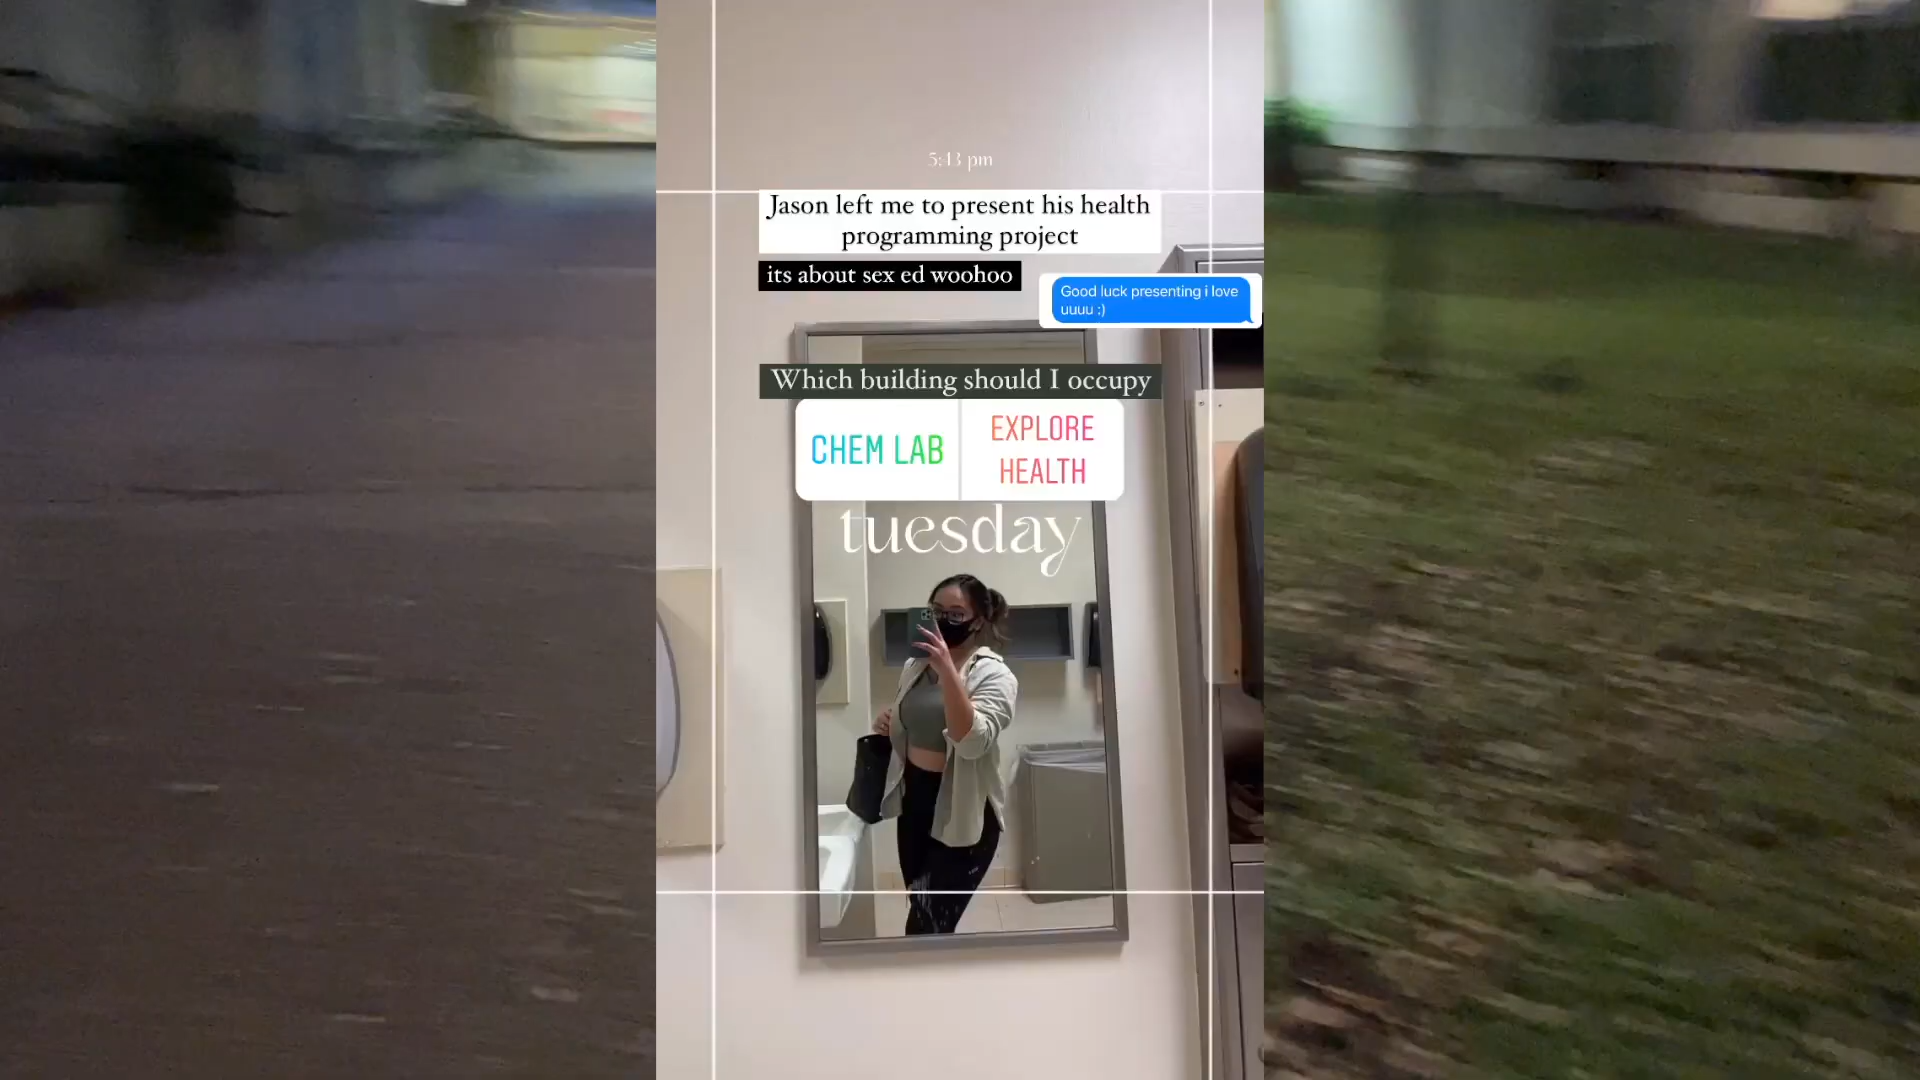 5:43 pm
Jason left me to present his health
programming project
its about sex ed woohoo
Good luck presenting i love
uuuu :)
Which building should I occupy
CHEM LAB
EXPLORE
HEALTH
tuesday